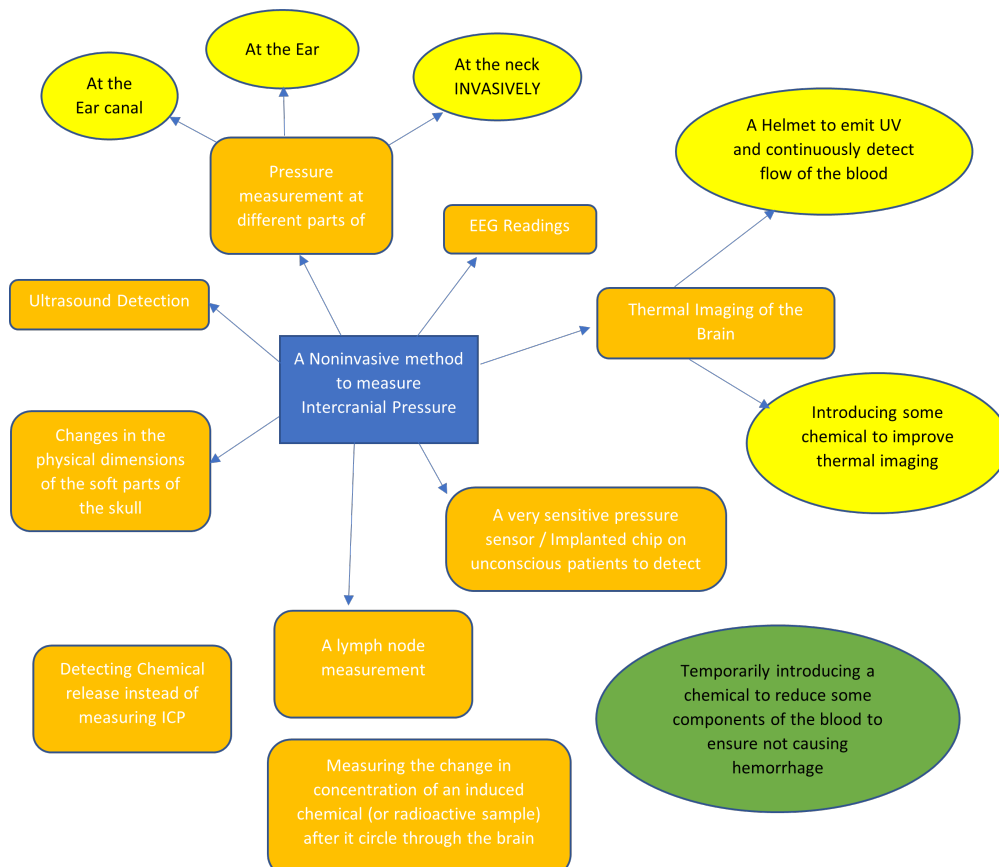 At the Ear
At the
Ear canal
At the neck
INVASIVELY
A Helmet to emit UV
and continuously detect
flow of the blood
Pressure
measurement at
different parts of
EEG Readings
Ultrasound Detection
Thermal Imaging of the
Brain
A Noninvasive method
to measure
Intercranial Pressure
Changes in the
physical dimensions
of the soft parts of
the skull
Introducing some
chemical to improve
thermal imaging
A very sensitive pressure
sensor / Implanted chip on
unconscious patients to detect
A lymph node
measurement
Detecting Chemical
release instead of
measuring ICP
Temporarily introducing a
chemical to reduce some
components of the blood to
ensure not causing
hemorrhage
Measuring the change in
concentration of an induced
chemical (or radioactive sample)
after it circle through the brain